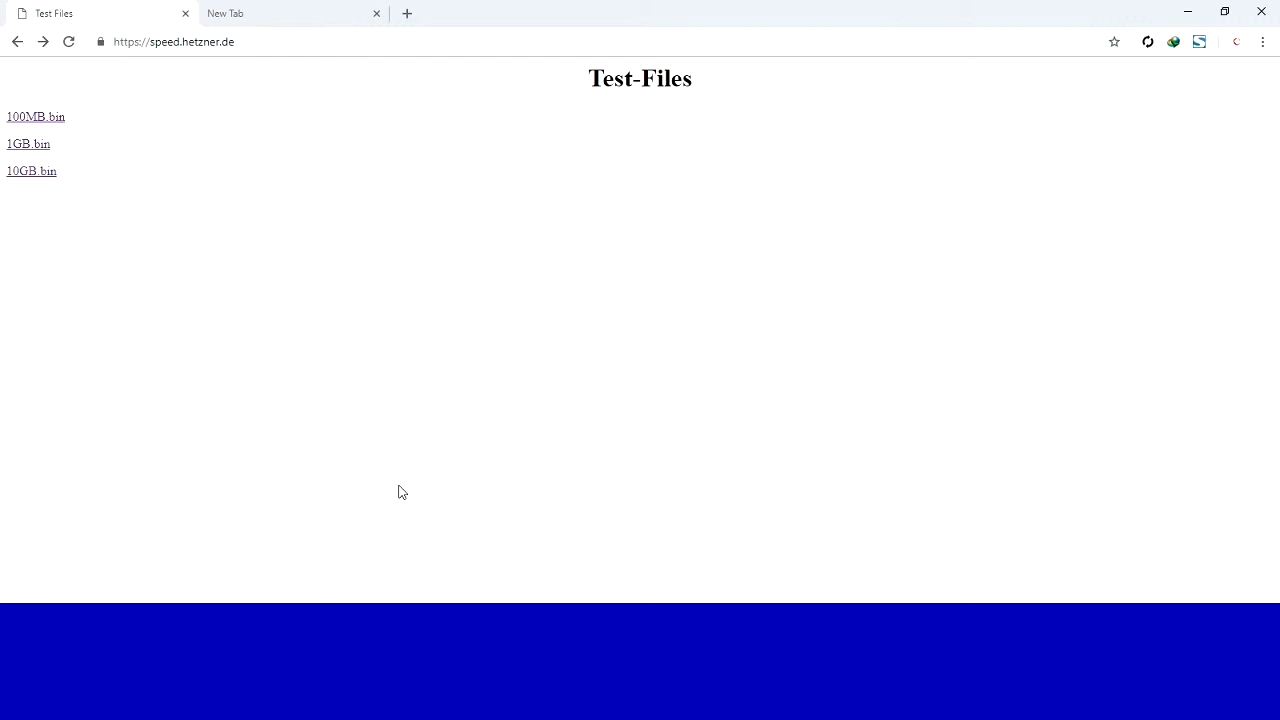 Test Files
New Tab
https://speed.hetzner.de
Test-Files
100MB.bin
1GB.bin
10GB.bin